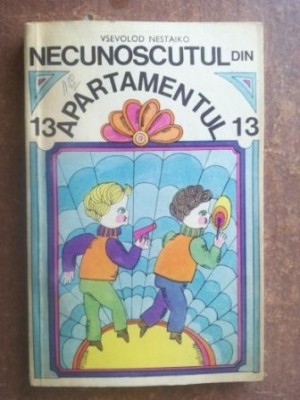 VSEVOLOD NESTAIKO
NECUNOSCUTUL DIN
APARTAMENTUL
13 13